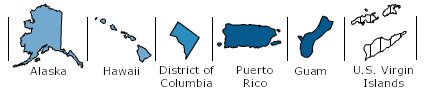 Alaska
Hawaii
District of
Columbia
Puerto
Rico
Guam
U.S. Virgin
Islands